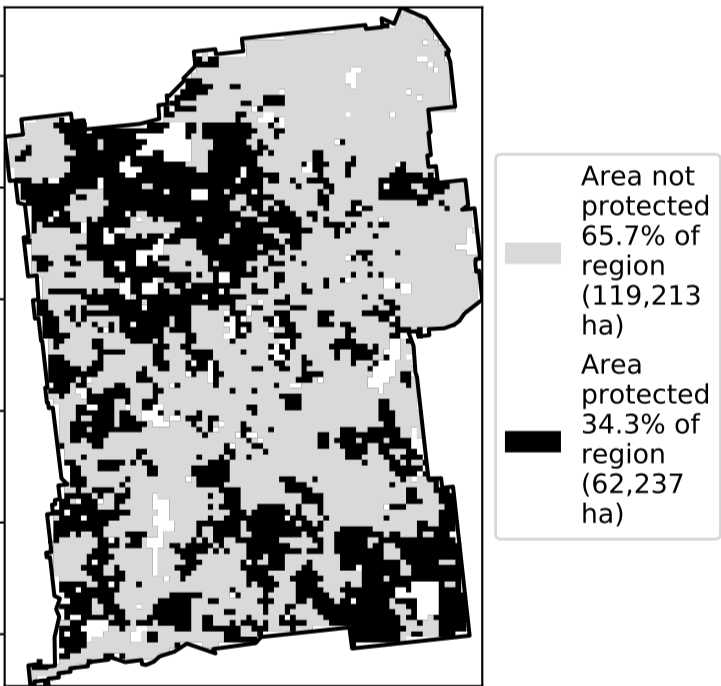 Area not
protected
65.7% of
region
(119,213
ha)
Area
protected
34.3% of
region
(62,237
ha)